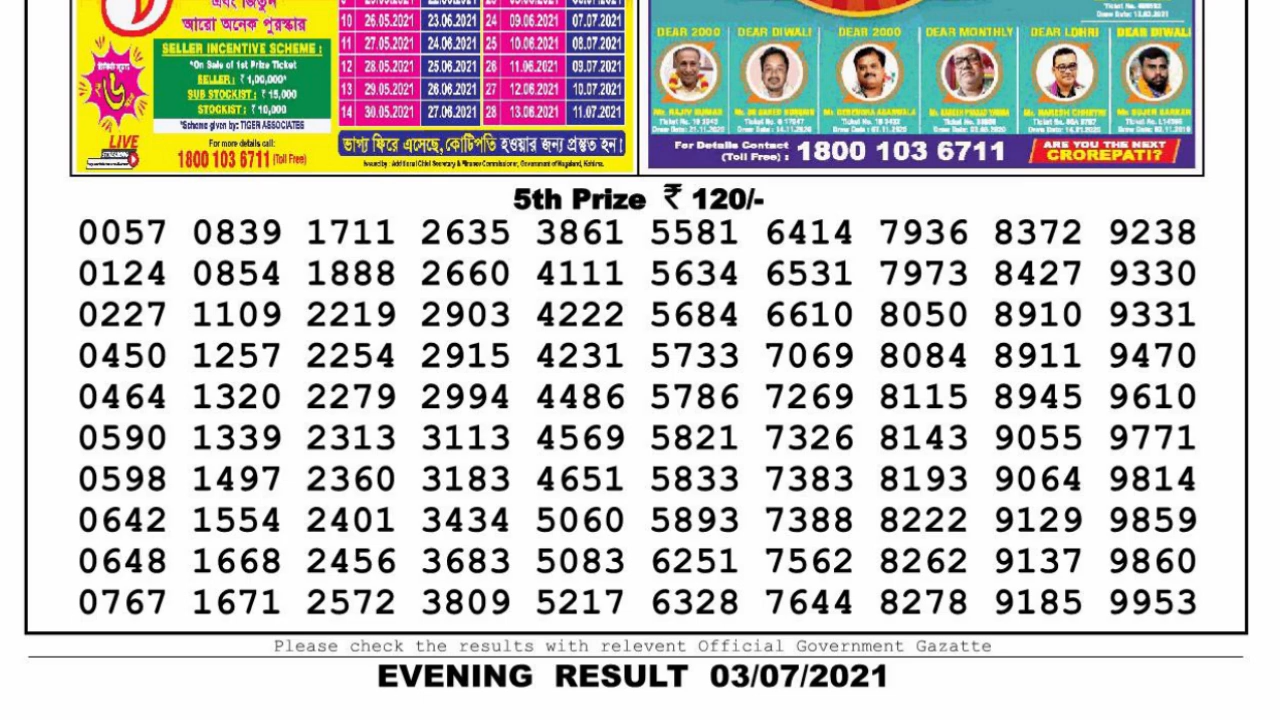 এবং জিতুন
আরো অনেক পুরস্কার
SELLER INCENTIVE SCHEME :
*On Sale of 1st Prize Ticket
SELLER : ₹ 1,00,000*
SUB STOCKIST : ₹ 15,000
STOCKIST : ₹ 10,000
*Scheme given by: TIGER ASSOCIATES
৬
LIVE
For more details call:
1800 103 6711 (Toll Free)
10 26.05.2021 23.06.2021 24 09.06.2021 07.07.2021
11 27.05.2021 24.06.2021 25 10.06.2021 08.07.2021
12 28.05.2021 25.06.2021 26 11.06.2021 09.07.2021
13 29.05.2021 26.06.2021 27 12.06.2021 10.07.2021
14 30.05.2021 27.06.2021 28 13.06.2021 11.07.2021
ভাগ্য ফিরে এসেছে, কোটিপতি হওয়ার জন্য প্রস্তুত হন!
Issued by : Additional Chief Secretary & Finance Commissioner, Government of Nagaland, Kohima.
DEAR 2000 DEAR DIWALI DEAR 2000 DEAR MONTHLY DEAR LOHRI DEAR DIWALI
For Details Contact
(Toll Free) : 1800 103 6711
ARE YOU THE NEXT
CROREPATI?
5th Prize ₹ 120/-
0057 0839 1711 2635 3861 5581 6414 7936 8372 9238
0124 0854 1888 2660 4111 5634 6531 7973 8427 9330
0227 1109 2219 2903 4222 5684 6610 8050 8910 9331
0450 1257 2254 2915 4231 5733 7069 8084 8911 9470
0464 1320 2279 2994 4486 5786 7269 8115 8945 9610
0590 1339 2313 3113 4569 5821 7326 8143 9055 9771
0598 1497 2360 3183 4651 5833 7383 8193 9064 9814
0642 1554 2401 3434 5060 5893 7388 8222 9129 9859
0648 1668 2456 3683 5083 6251 7562 8262 9137 9860
0767 1671 2572 3809 5217 6328 7644 8278 9185 9953
Please check the results with relevent Official Government Gazatte
EVENING RESULT 03/07/2021